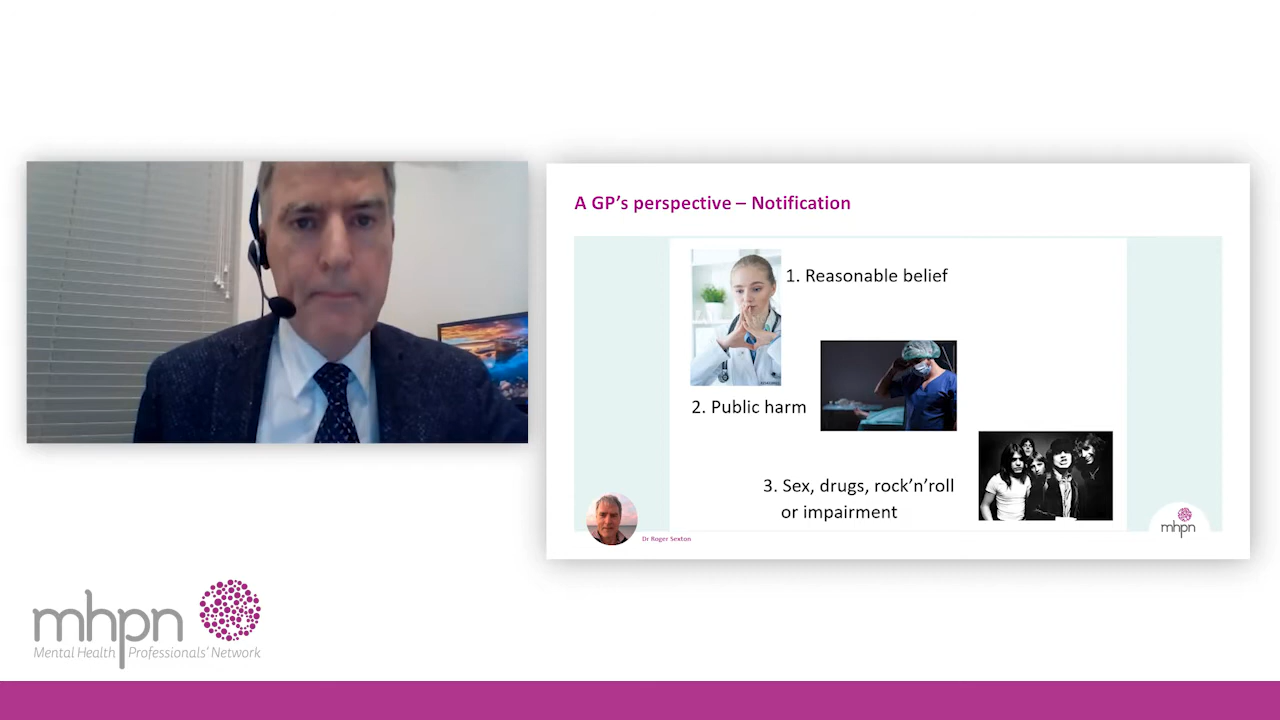 A GP's perspective – Notification
1. Reasonable belief
2. Public harm
3. Sex, drugs, rock'n'roll
or impairment
Dr Roger Sexton
mhpn
mhpn
Mental Health Professionals' Network